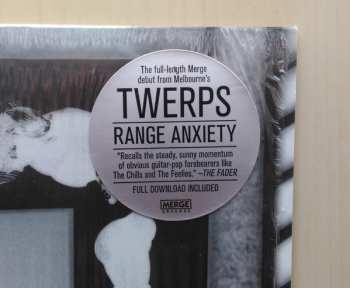 The full-length Merge
debut from Melbourne's
TWERPS
RANGE ANXIETY
"Recalls the steady, sunny momentum
of obvious guitar-pop forebearers like
The Chills and The Feelies." —THE FADER
FULL DOWNLOAD INCLUDED
MERGE
RECORDS